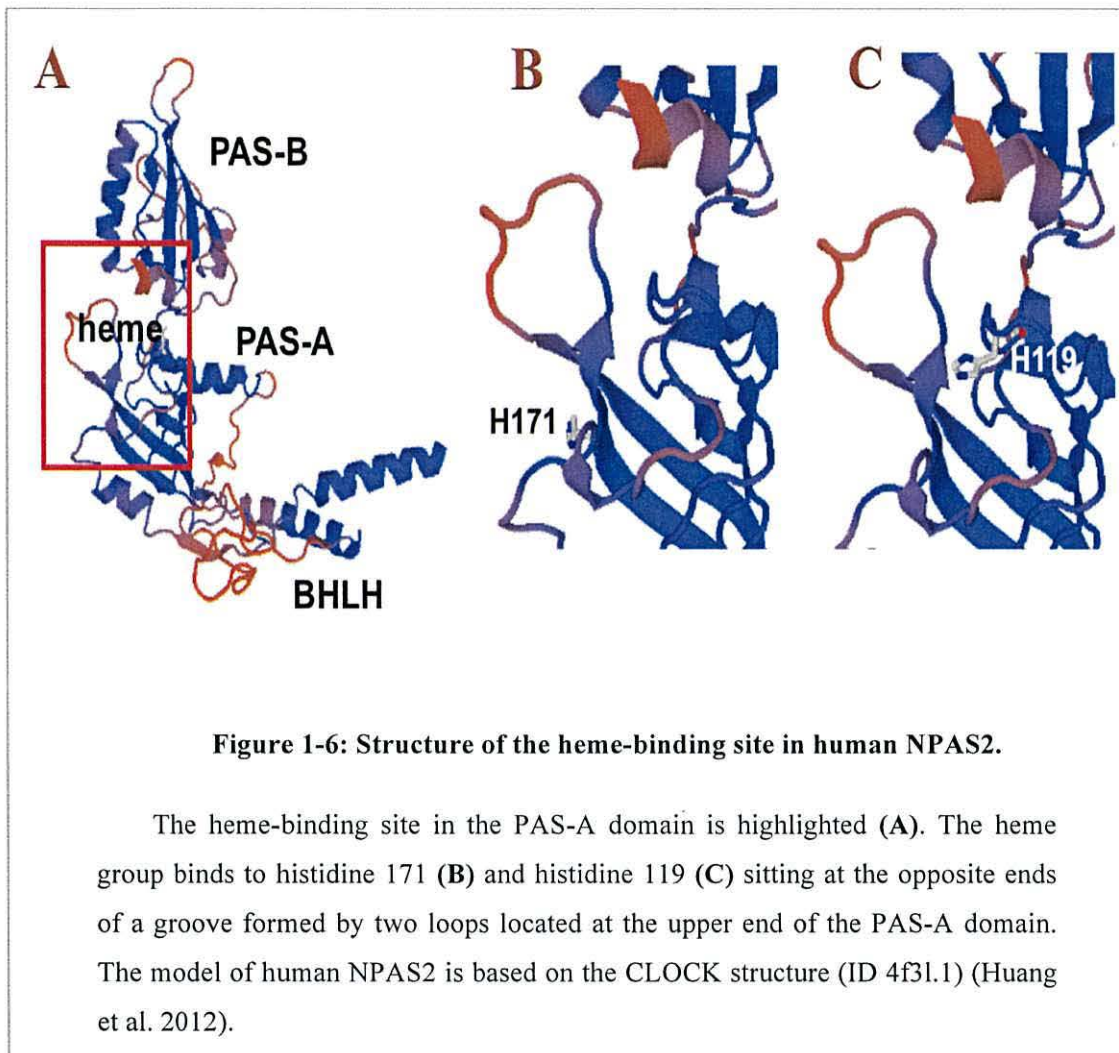 A
B
C
PAS-B
heme
PAS-A
H171
H119
BHLH
Figure 1-6: Structure of the heme-binding site in human NPAS2.
The heme-binding site in the PAS-A domain is highlighted (A). The heme
group binds to histidine 171 (B) and histidine 119 (C) sitting at the opposite ends
of a groove formed by two loops located at the upper end of the PAS-A domain.
The model of human NPAS2 is based on the CLOCK structure (ID 4f3l.1) (Huang
et al. 2012).